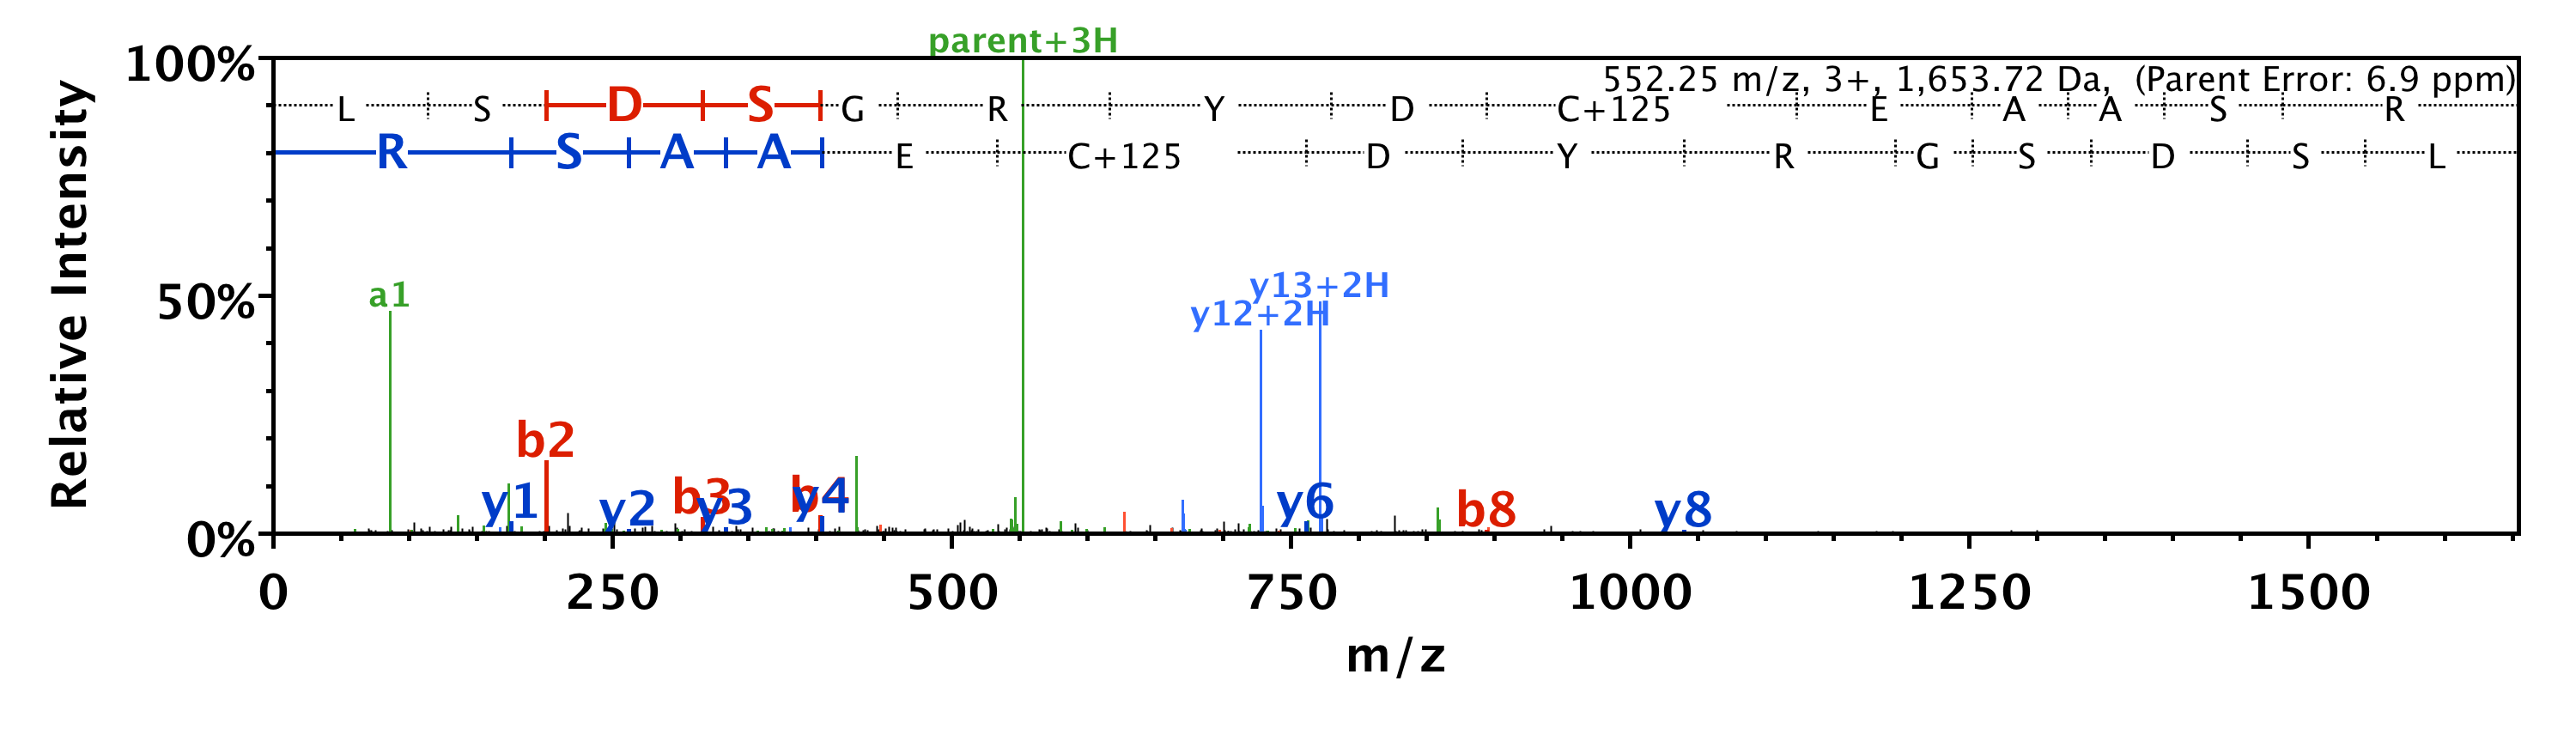 parent+3H
100%
552.25 m/z, 3+, 1,653.72 Da, (Parent Error: 6.9 ppm)
L S D S G R Y D C+125 E A A S R
R S A A E C+125 D Y R G S D S L
Relative Intensity
50%
a1
y13+2H
y12+2H
b2
y1 y2 b3 y3 b4 y4 y6 b8 y8
0%
0 250 500 750 1000 1250 1500
m/z